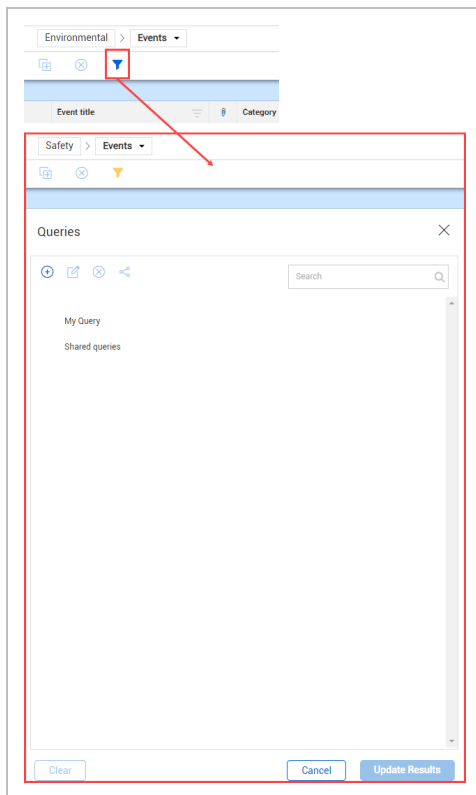 Environmental > Events
Event title Category
Safety > Events
Queries
Search
My Query
Shared queries
Clear Cancel Update Results